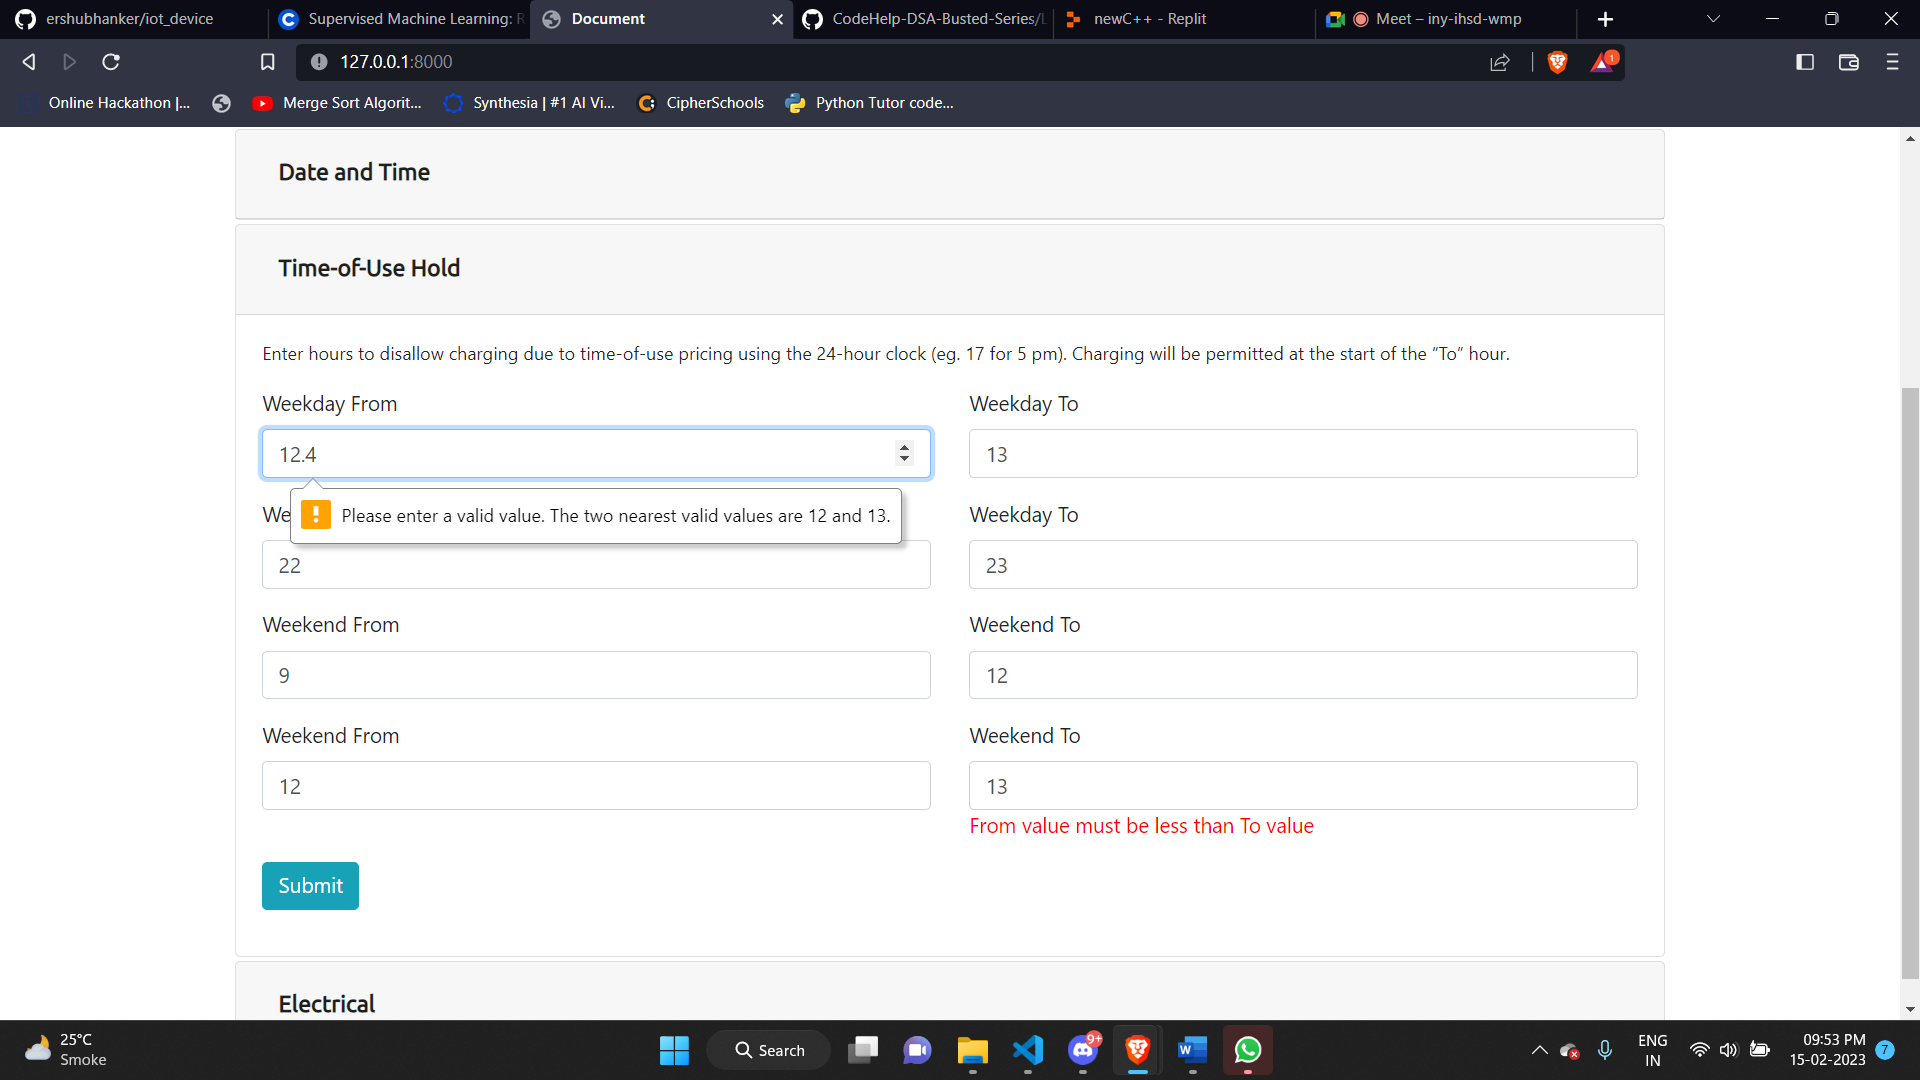 ershubhanker/iot_device
Supervised Machine Learning: R
Document
CodeHelp-DSA-Busted-Series/L
newC++ - Replit
Meet – iny-ihsd-wmp
127.0.0.1:8000
1
Online Hackathon |...
Merge Sort Algorit...
Synthesia | #1 AI Vi...
CipherSchools
Python Tutor code...
Date and Time
Time-of-Use Hold
Enter hours to disallow charging due to time-of-use pricing using the 24-hour clock (eg. 17 for 5 pm). Charging will be permitted at the start of the “To” hour.
Weekday From
Weekday To
12.4
13
Please enter a valid value. The two nearest valid values are 12 and 13.
We
Weekday To
22
23
Weekend From
Weekend To
9
12
Weekend From
Weekend To
12
13
From value must be less than To value
Submit
Electrical
25°C
Smoke
Search
9+
ENG
IN
09:53 PM
15-02-2023
7